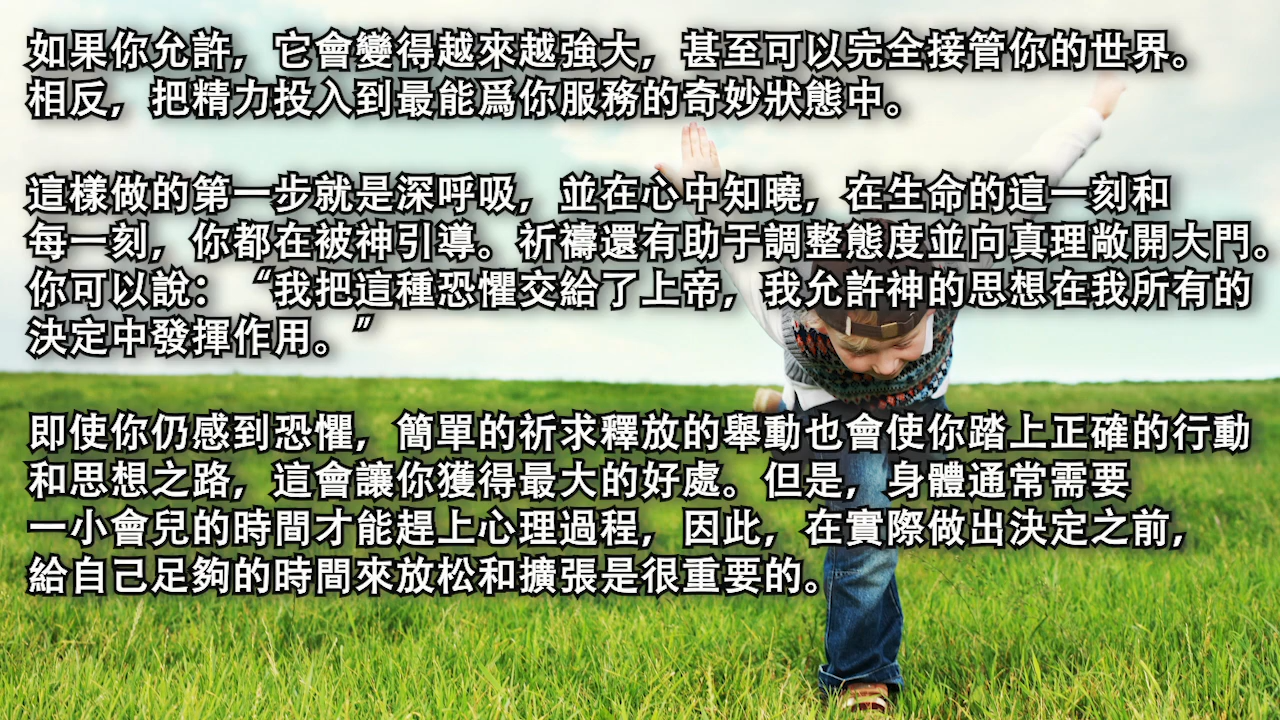 如果你允許，它會變得越來越強大，甚至可以完全接管你的世界。
相反，把精力投入到最能爲你服務的奇妙狀態中。
這樣做的第一步就是深呼吸，並在心中知曉，在生命的這一刻和
每一刻，你都在被神引導。祈禱還有助于調整態度並向真理敞開大門。
你可以說：“我把這種恐懼交給了上帝，我允許神的思想在我所有的
決定中發揮作用。”
即使你仍感到恐懼，簡單的祈求釋放的舉動也會使你踏上正確的行動
和思想之路，這會讓你獲得最大的好處。但是，身體通常需要
一小會兒的時間才能趕上心理過程，因此，在實際做出決定之前，
給自己足夠的時間來放松和擴張是很重要的。